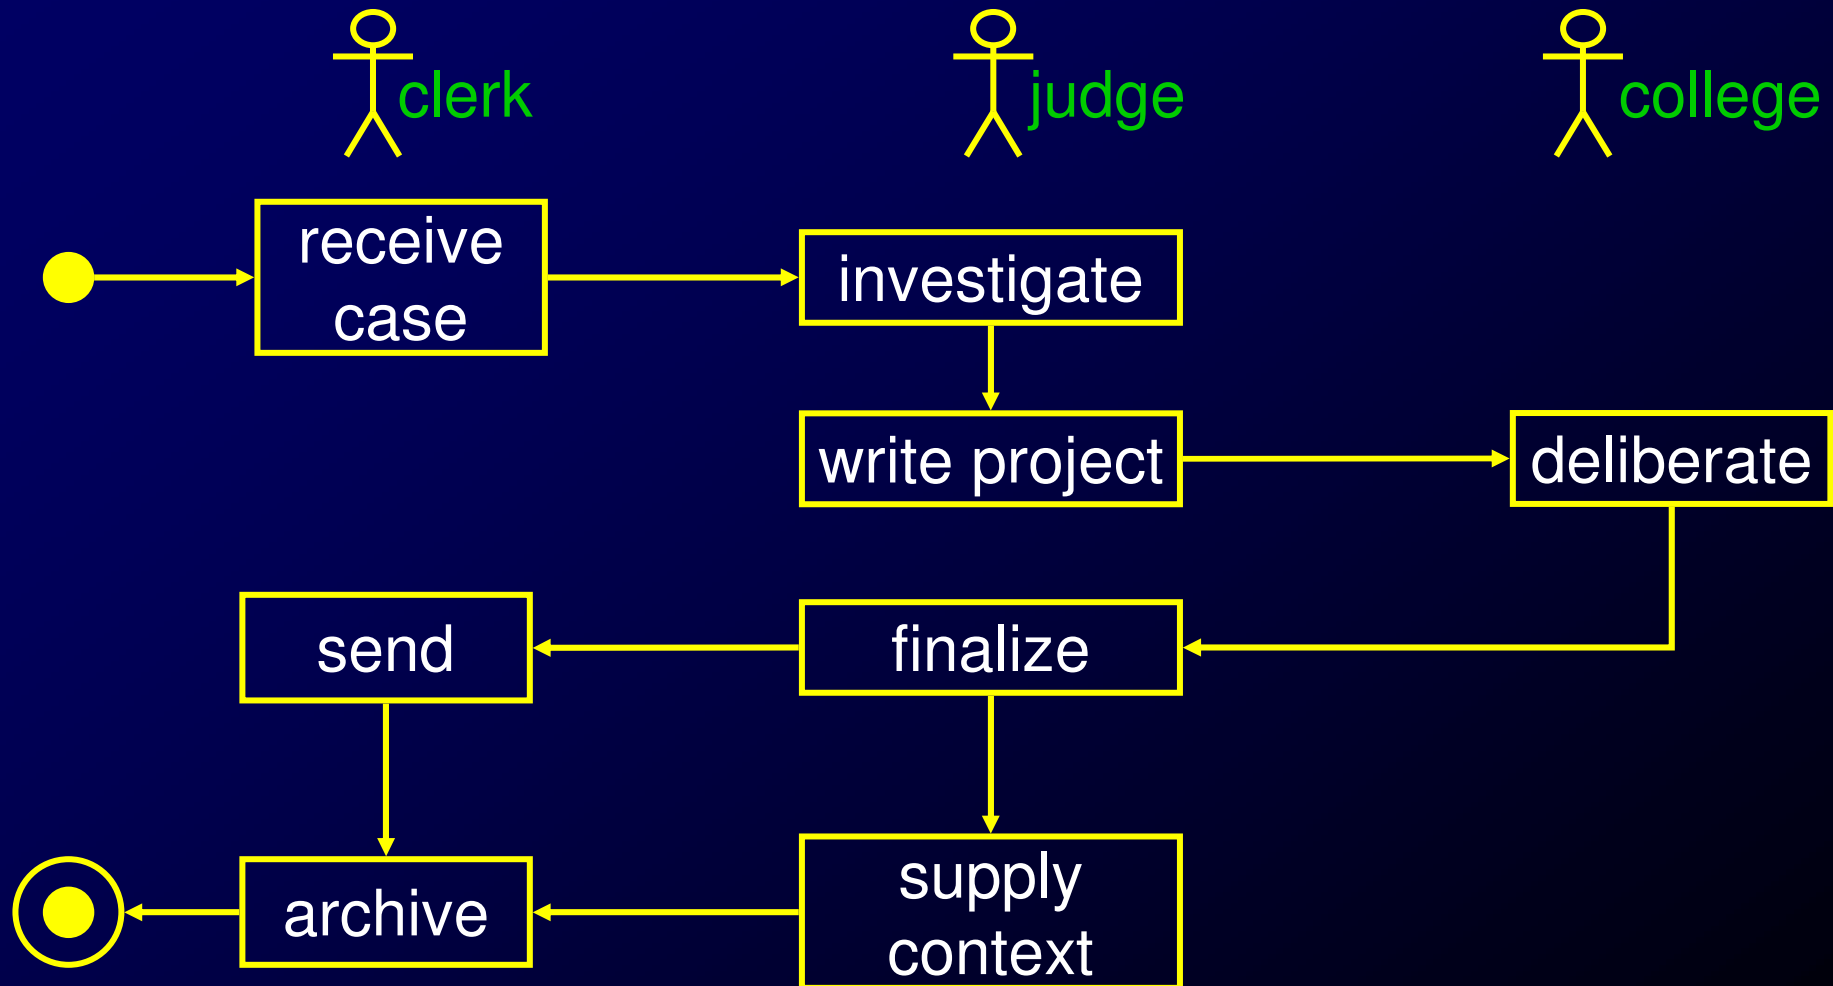 clerk
judge
college
receive
case
investigate
write project
deliberate
send
finalize
archive
supply
context